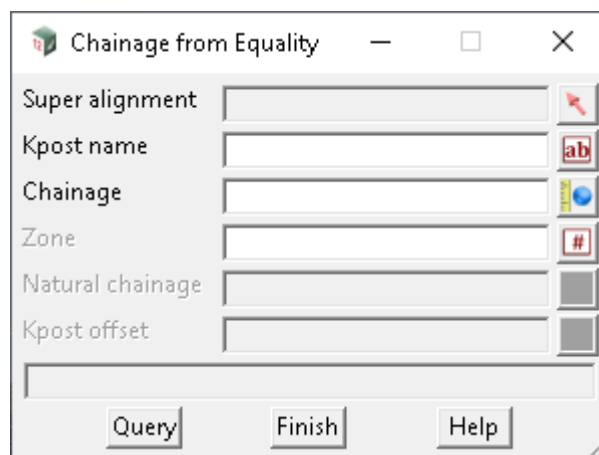 Chainage from Equality
Super alignment
Kpost name ab
Chainage
Zone #
Natural chainage
Kpost offset
Query Finish Help